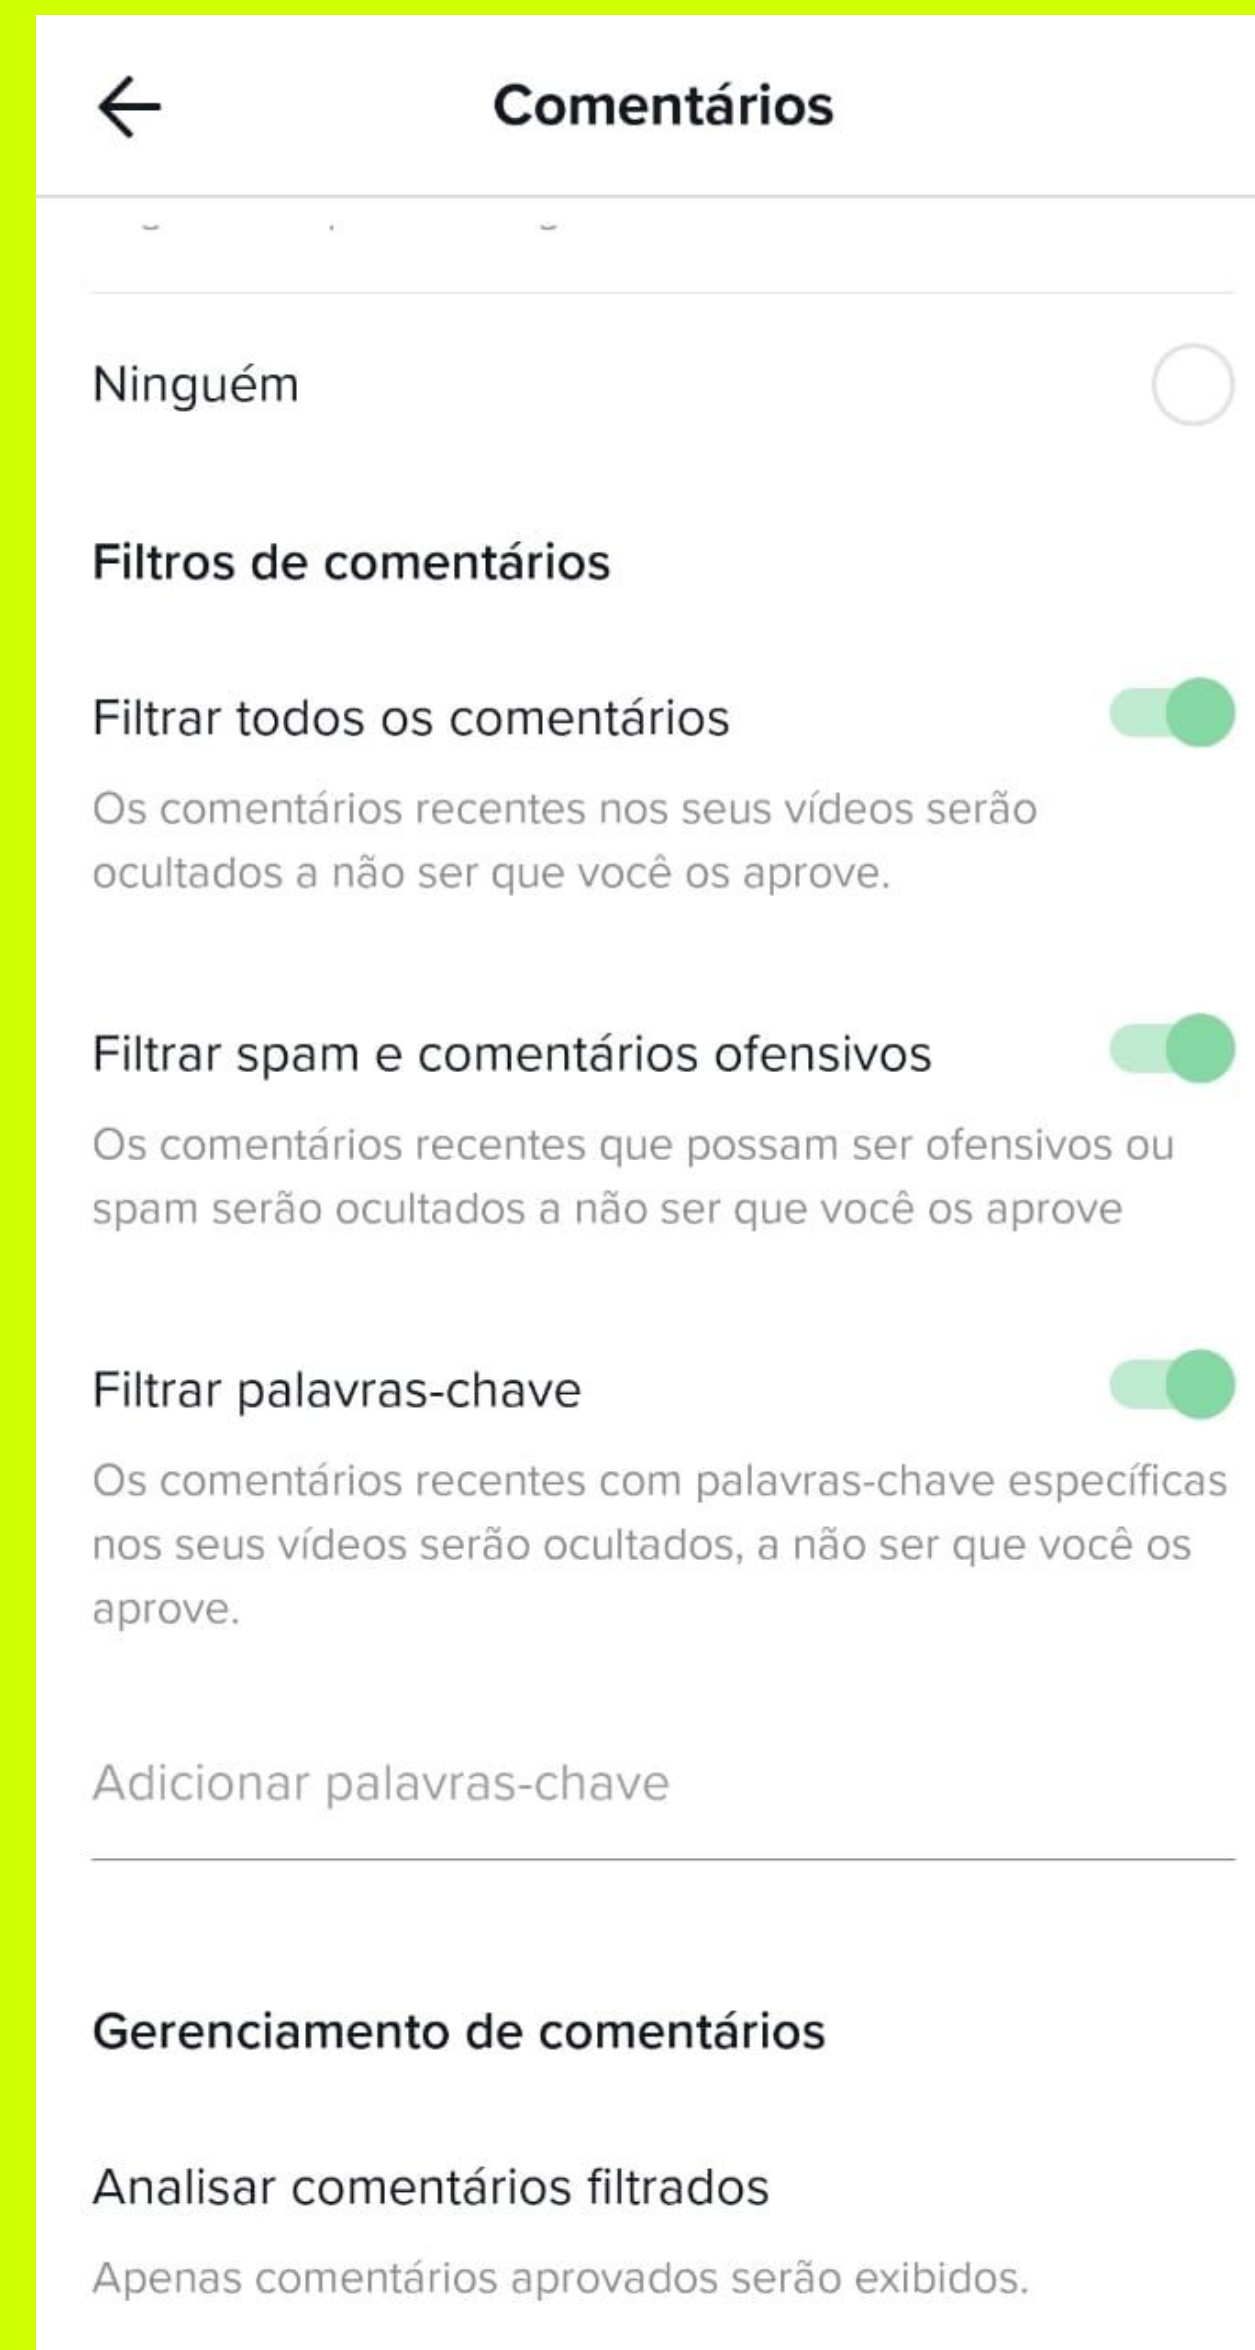 Comentários
Ninguém
Filtros de comentários
Filtrar todos os comentários
Os comentários recentes nos seus vídeos serão
ocultados a não ser que você os aprove.
Filtrar spam e comentários ofensivos
Os comentários recentes que possam ser ofensivos ou
spam serão ocultados a não ser que você os aprove
Filtrar palavras-chave
Os comentários recentes com palavras-chave específicas
nos seus vídeos serão ocultados, a não ser que você os
aprove.
Adicionar palavras-chave
Gerenciamento de comentários
Analisar comentários filtrados
Apenas comentários aprovados serão exibidos.